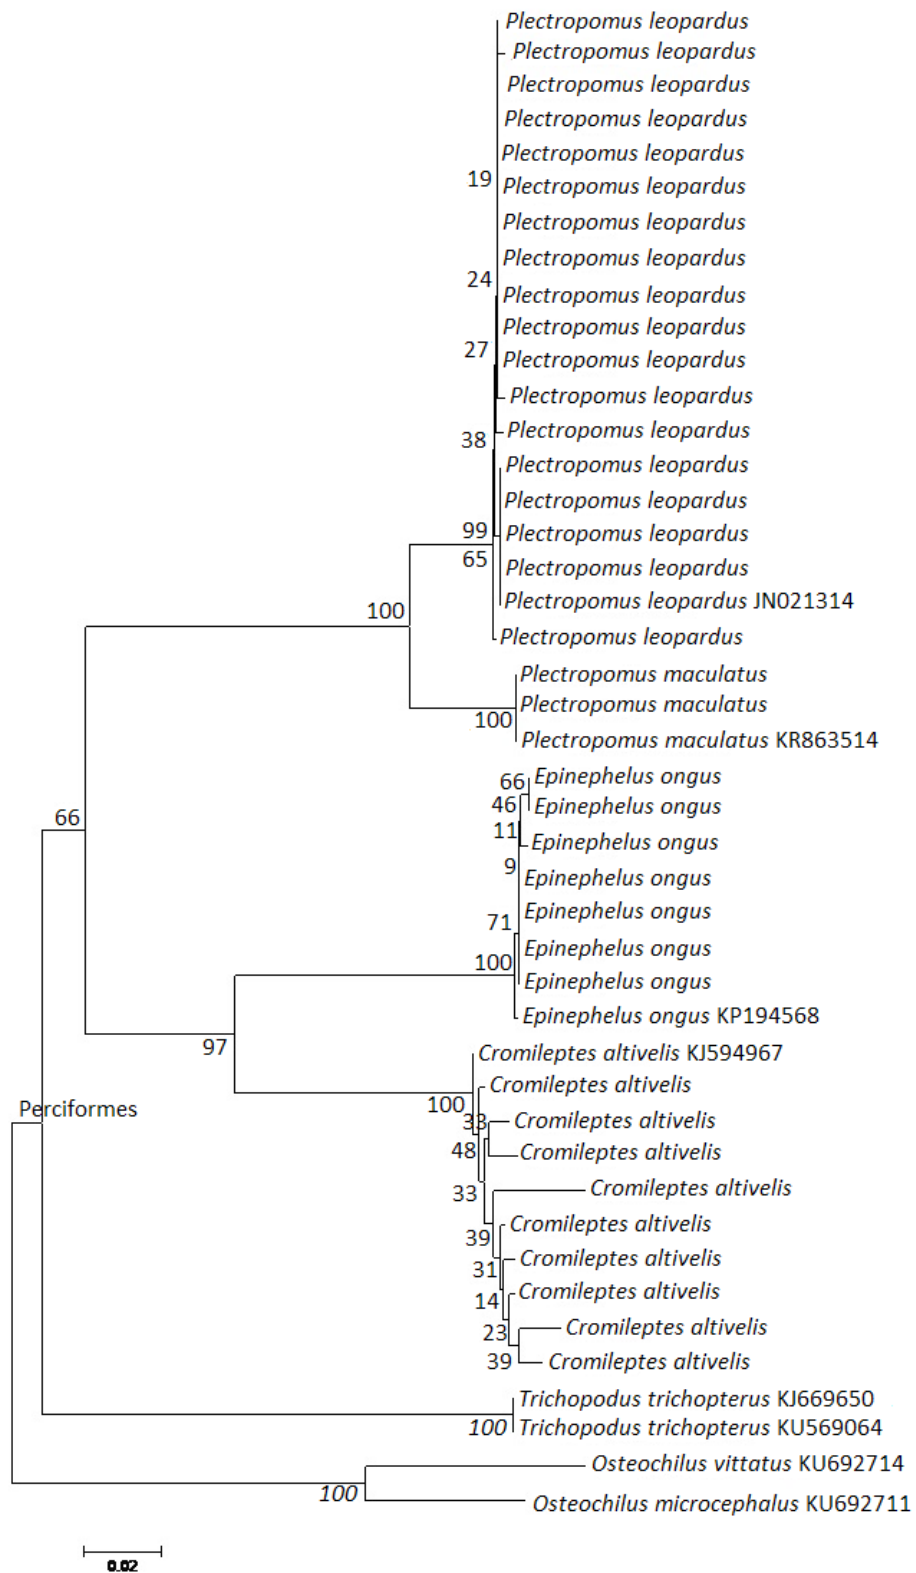 Plectropomus leopardus
Plectropomus leopardus
Plectropomus leopardus
Plectropomus leopardus
Plectropomus leopardus
19
Plectropomus leopardus
Plectropomus leopardus
Plectropomus leopardus
24
Plectropomus leopardus
Plectropomus leopardus
27
Plectropomus leopardus
Plectropomus leopardus
Plectropomus leopardus
38
Plectropomus leopardus
Plectropomus leopardus
99
Plectropomus leopardus
65
Plectropomus leopardus
Plectropomus leopardus JN021314
100
Plectropomus leopardus
Plectropomus maculatus
Plectropomus maculatus
100
Plectropomus maculatus KR863514
Epinephelus ongus
66
46
Epinephelus ongus
66
11
Epinephelus ongus
9
Epinephelus ongus
Epinephelus ongus
71
Epinephelus ongus
100
Epinephelus ongus
Epinephelus ongus KP194568
97
Cromileptes altivelis KJ594967
Cromileptes altivelis
100
Perciformes
33
Cromileptes altivelis
48
Cromileptes altivelis
33
Cromileptes altivelis
Cromileptes altivelis
39
Cromileptes altivelis
31
Cromileptes altivelis
14
Cromileptes altivelis
23
39
Cromileptes altivelis
Trichopodus trichopterus KJ669650
100
Trichopodus trichopterus KU569064
Osteochilus vittatus KU692714
100
Osteochilus microcephalus KU692711
0.02